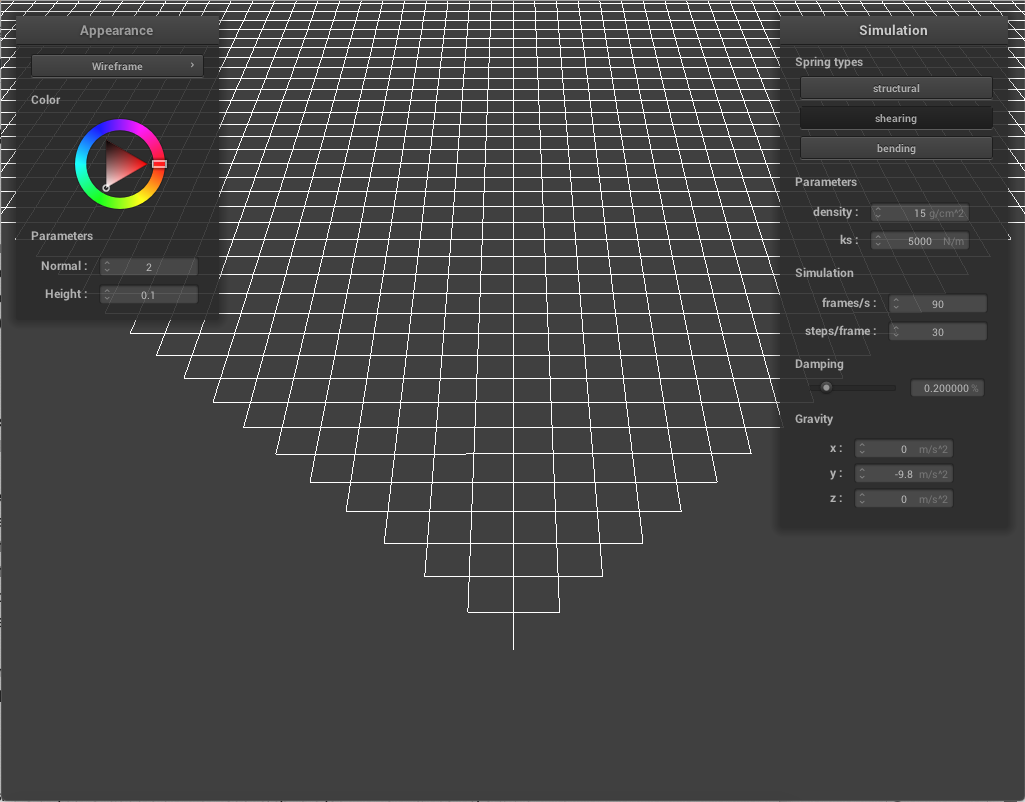 Appearance
Wireframe ›
Color
Parameters
Normal : 2
Height : 0.1
Simulation
Spring types
structural
shearing
bending
Parameters
density : 15 g/cm^2
ks : 5000 N/m
Simulation
frames/s : 90
steps/frame : 30
Damping
0.200000 %
Gravity
x : 0 m/s^2
y : -9.8 m/s^2
z : 0 m/s^2